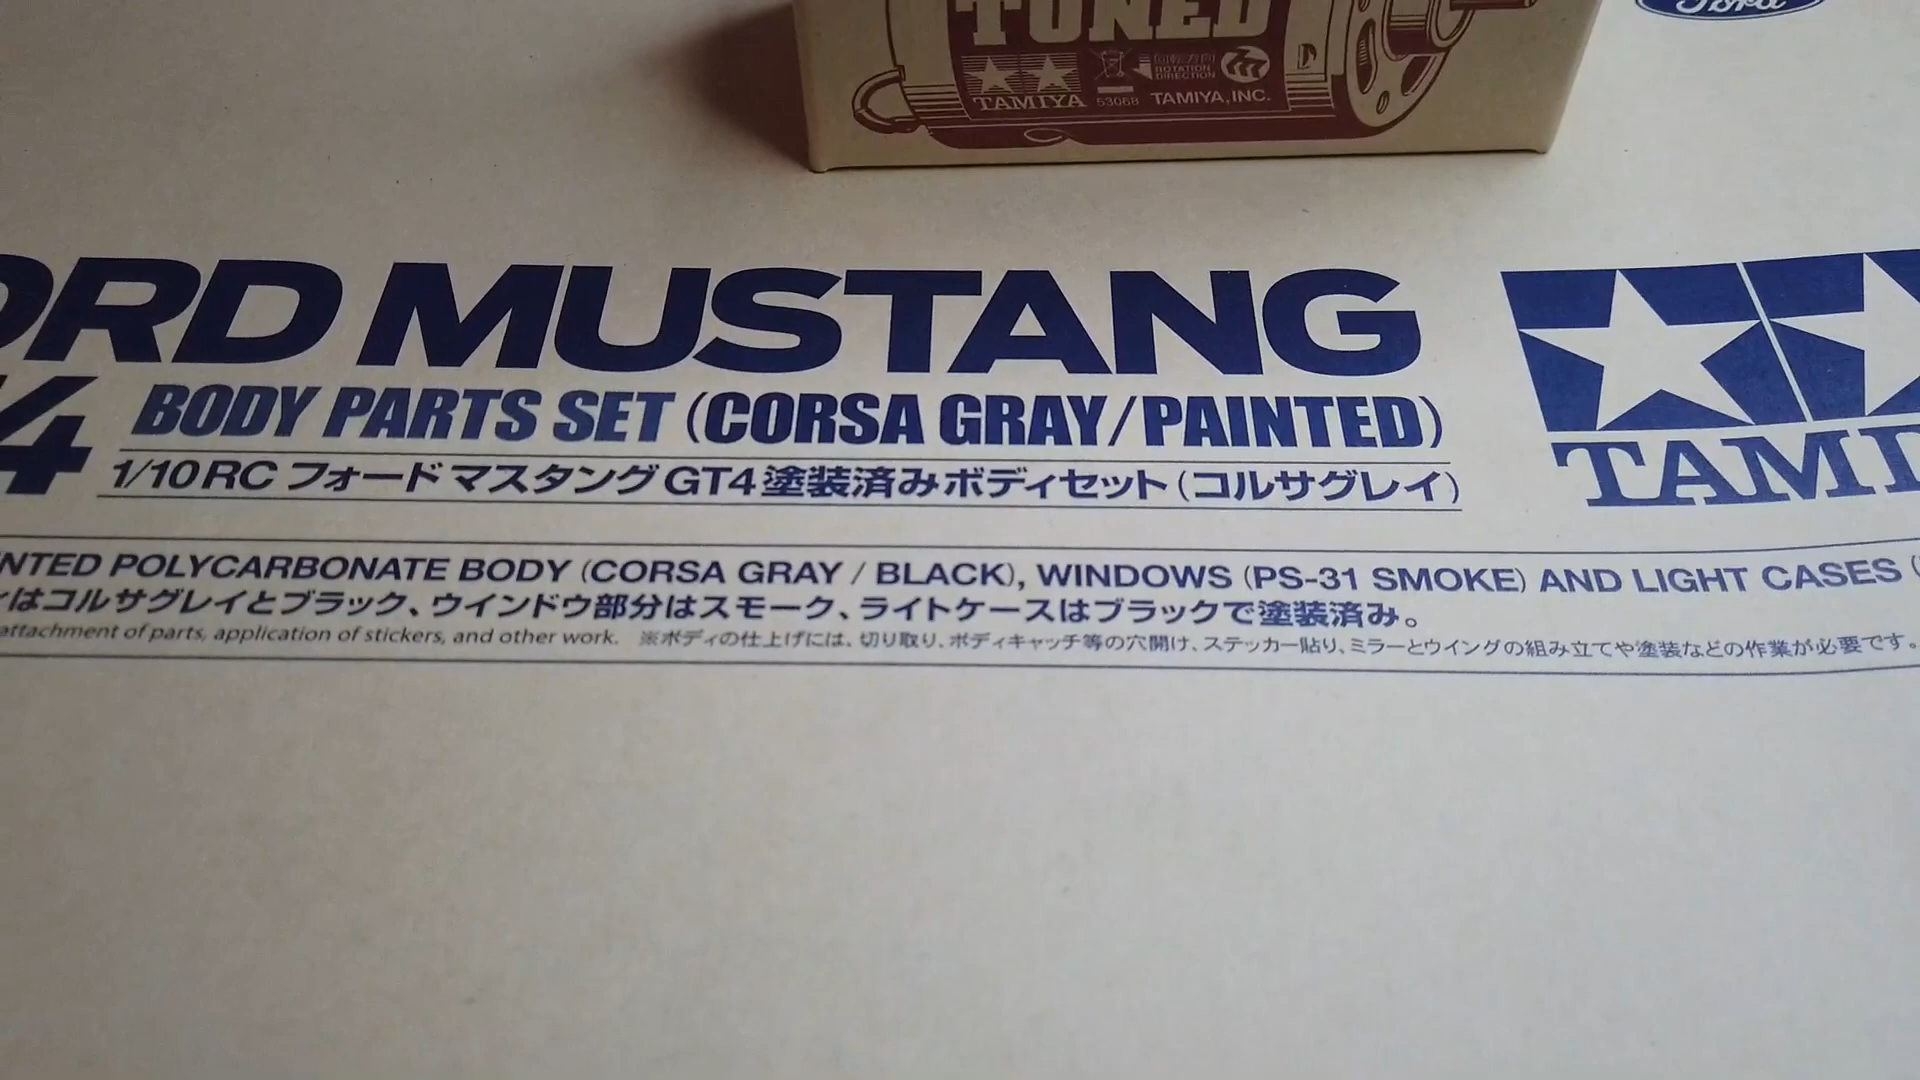 TUNED
TAMIYA
53068
回転方向
ROTATION
DIRECTION
TAMIYA, INC.
Ford
ORD MUSTANG
4 BODY PARTS SET (CORSA GRAY/PAINTED)
1/10 RC フォード マスタング GT4 塗装済みボディセット (コルサグレイ)
TAMI
NTED POLYCARBONATE BODY (CORSA GRAY / BLACK), WINDOWS (PS-31 SMOKE) AND LIGHT CASES (
はコルサグレイとブラック、ウインドウ部分はスモーク、ライトケースはブラックで塗装済み。
attachment of parts, application of stickers, and other work. ※ボディの仕上げには、切り取り、ボディキャッチ等の穴開け、ステッカー貼り、ミラーとウイングの組み立てや塗装などの作業が必要です。